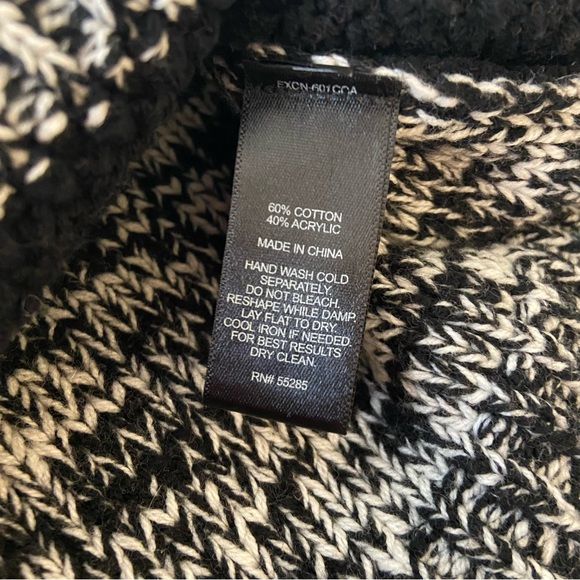 60% COTTON
40% ACRYLIC
MADE IN CHINA
HAND WASH COLD
SEPARATELY.
DO NOT BLEACH.
RESHAPE WHILE DAMP.
LAY FLAT TO DRY.
COOL IRON IF NEEDED.
FOR BEST RESULTS
DRY CLEAN.
RN# 55285